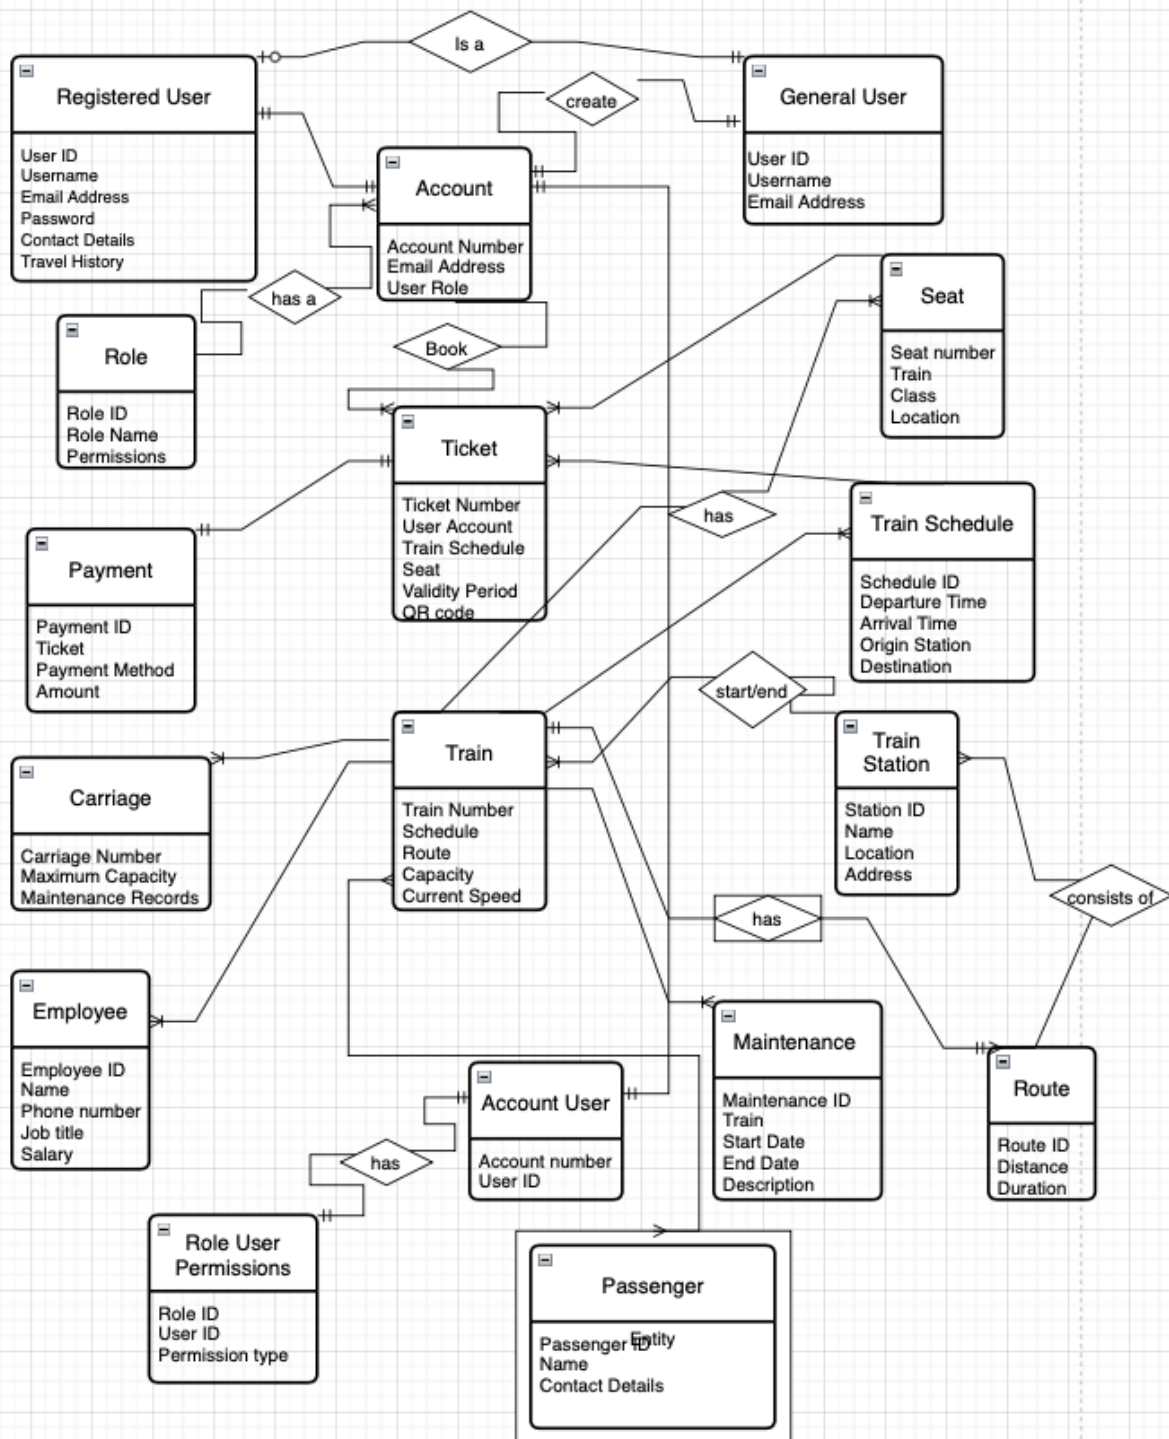 Is a
Registered User
User ID
Username
Email Address
Password
Contact Details
Travel History
create
General User
User ID
Username
Email Address
Account
Account Number
Email Address
User Role
has a
Role
Role ID
Role Name
Permissions
Book
Seat
Seat number
Train
Class
Location
Ticket
Ticket Number
User Account
Train Schedule
Seat
Validity Period
QR code
has
Train Schedule
Schedule ID
Departure Time
Arrival Time
Origin Station
Destination
Payment
Payment ID
Ticket
Payment Method
Amount
start/end
Train
Station
Station ID
Name
Location
Address
Train
Train Number
Schedule
Route
Capacity
Current Speed
Carriage
Carriage Number
Maximum Capacity
Maintenance Records
consists of
has
Employee
Employee ID
Name
Phone number
Job title
Salary
Maintenance
Maintenance ID
Train
Start Date
End Date
Description
Route
Route ID
Distance
Duration
Account User
Account number
User ID
has
Role User
Permissions
Role ID
User ID
Permission type
Passenger
Entity
Passenger ID
Name
Contact Details